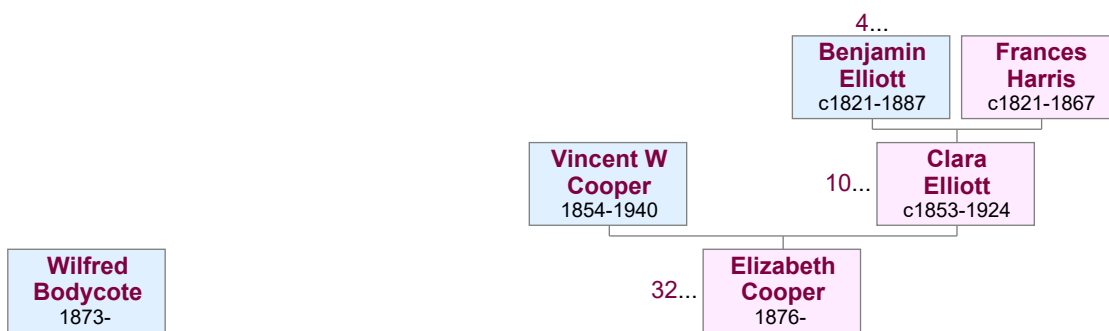 4...
Benjamin
Elliott
c1821-1887
Frances
Harris
c1821-1867
Vincent W
Cooper
1854-1940
10...
Clara
Elliott
c1853-1924
Wilfred
Bodycote
1873-
32...
Elizabeth
Cooper
1876-